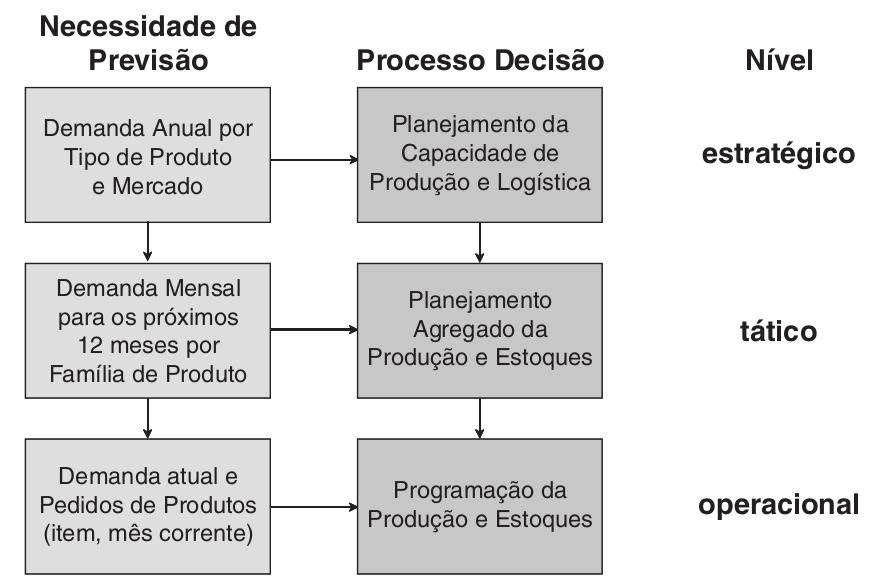 Necessidade de
Previsão
Processo Decisão
Nível
Demanda Anual por
Tipo de Produto
e Mercado
Planejamento da
Capacidade de
Produção e Logística
estratégico
Demanda Mensal
para os próximos
12 meses por
Família de Produto
Planejamento
Agregado da
Produção e Estoques
tático
Demanda atual e
Pedidos de Produtos
(item, mês corrente)
Programação da
Produção e Estoques
operacional